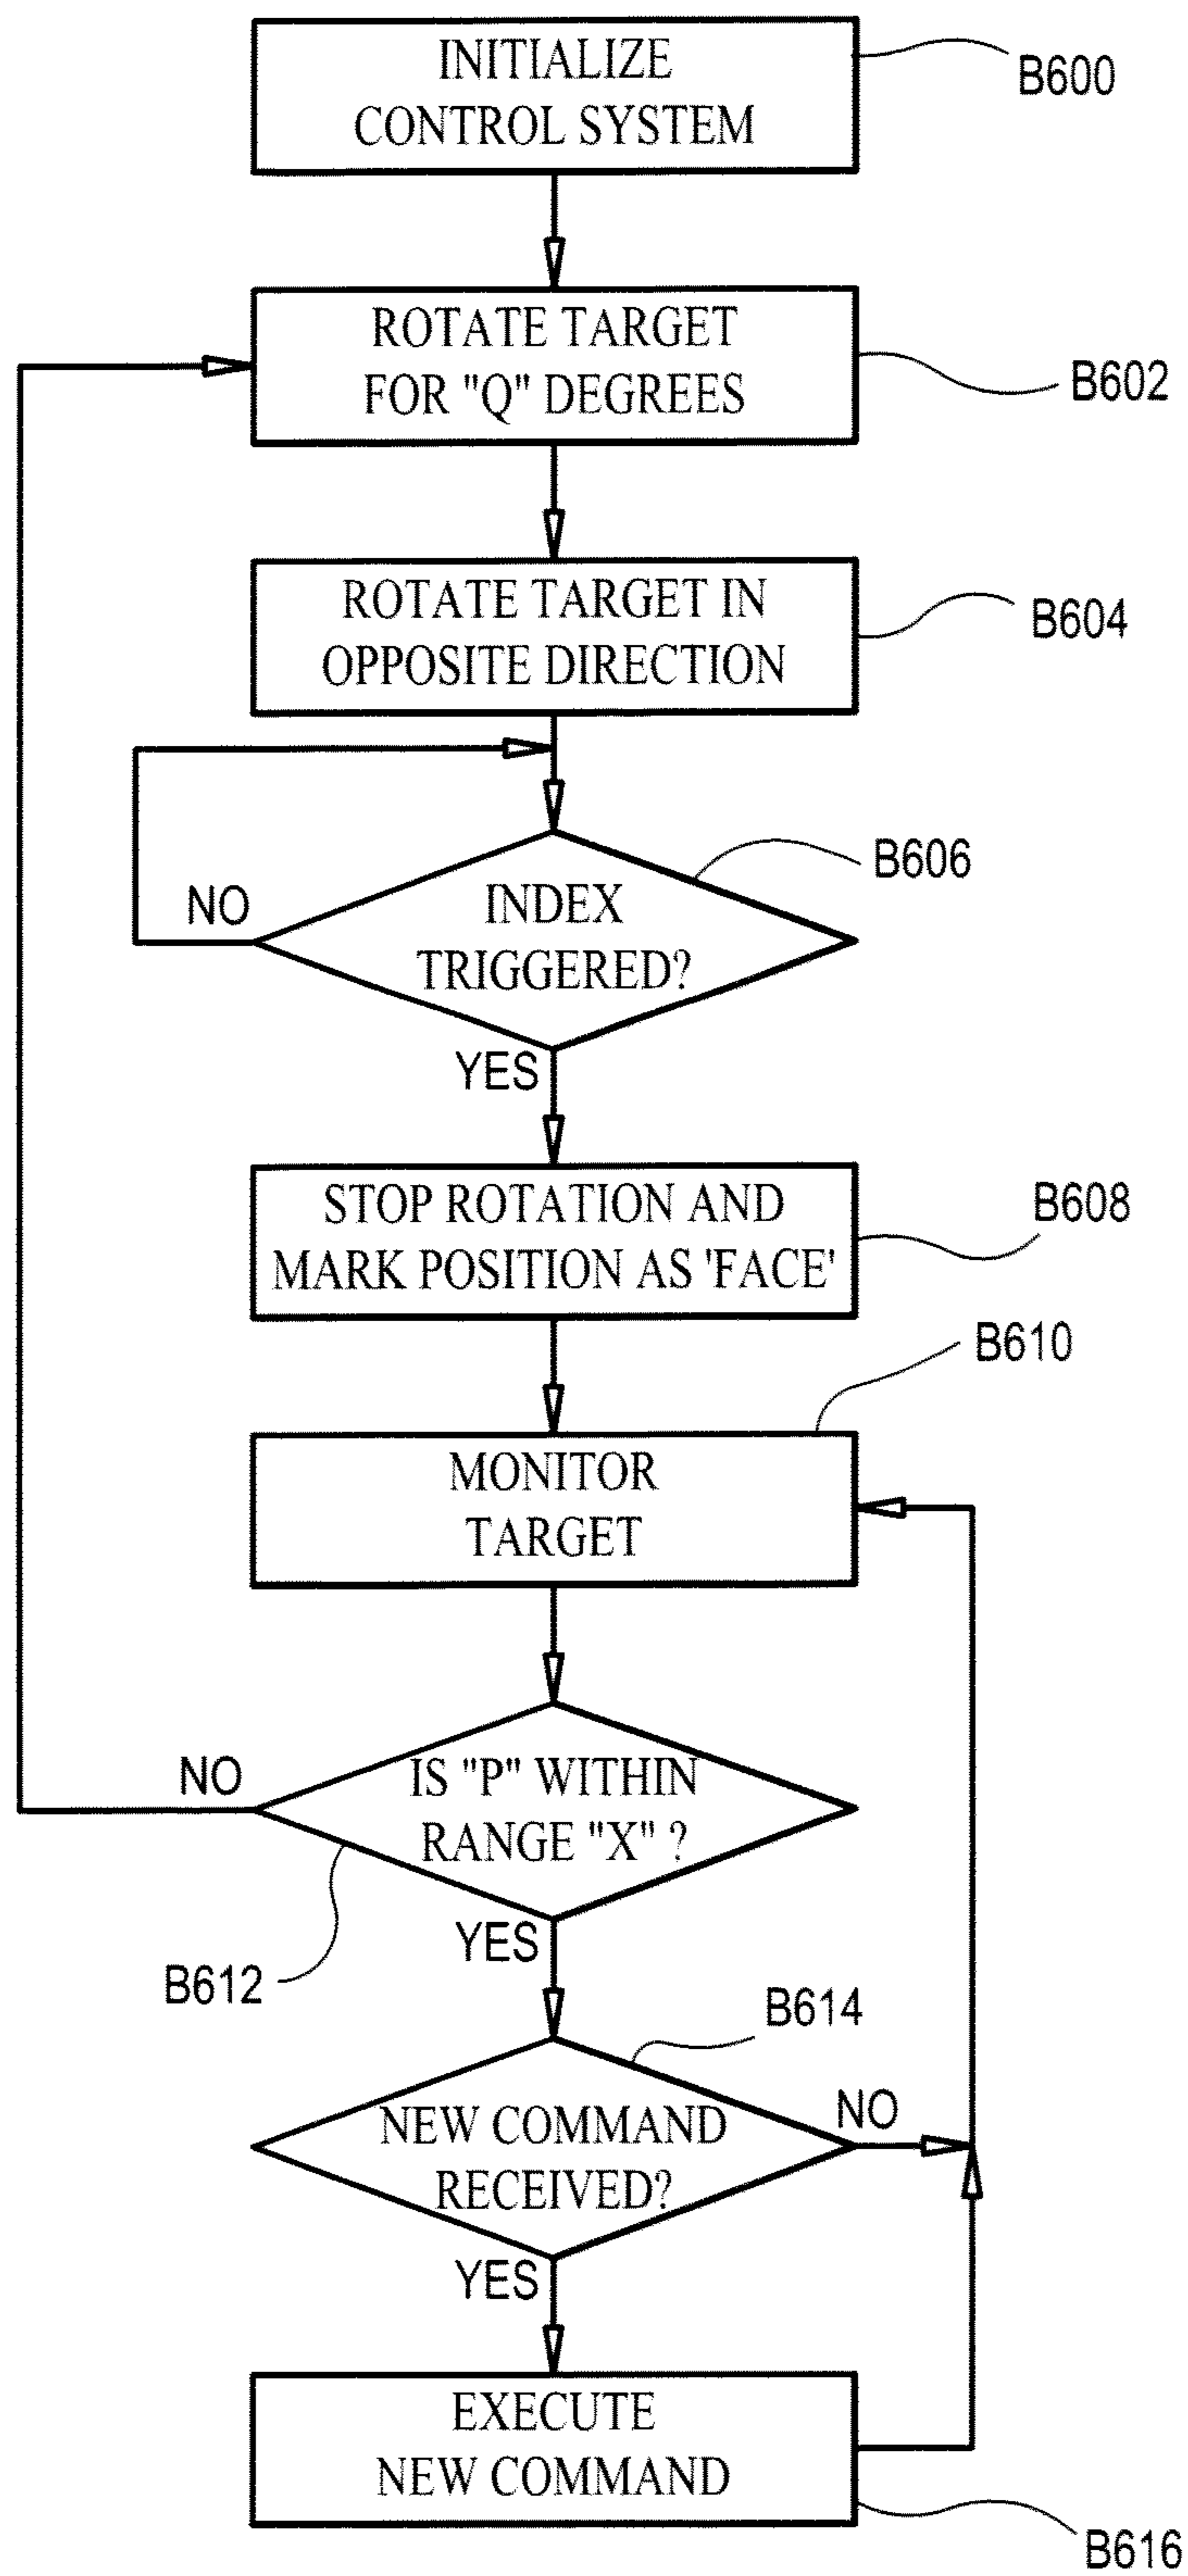 INITIALIZE
CONTROL SYSTEM
B600
ROTATE TARGET
FOR "Q" DEGREES
B602
ROTATE TARGET IN
OPPOSITE DIRECTION
B604
B606
NO
INDEX
TRIGGERED?
YES
STOP ROTATION AND
MARK POSITION AS 'FACE'
B608
B610
MONITOR
TARGET
NO
IS "P" WITHIN
RANGE "X" ?
YES
B612
B614
NEW COMMAND
RECEIVED?
NO
YES
EXECUTE
NEW COMMAND
B616